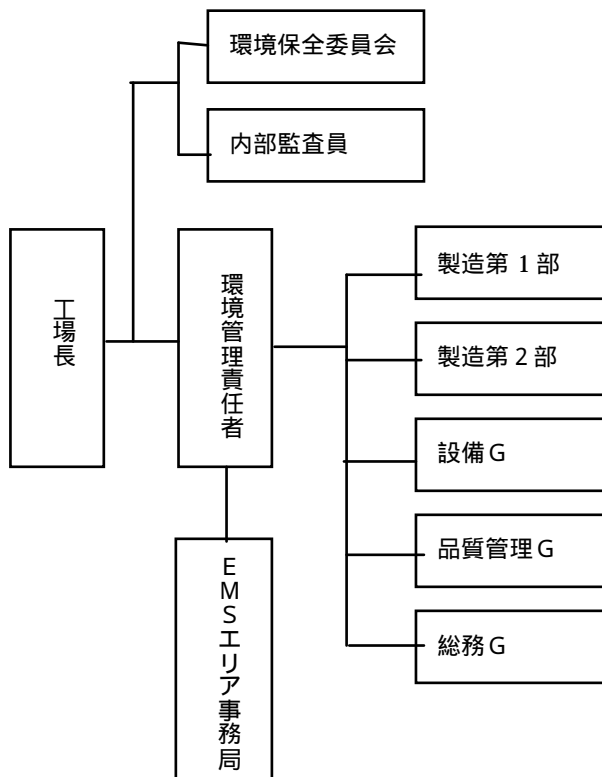 環境保全委員会
内部監査員
工場長
環境管理責任者
EMSエリア事務局
製造第1部
製造第2部
設備G
品質管理G
総務G